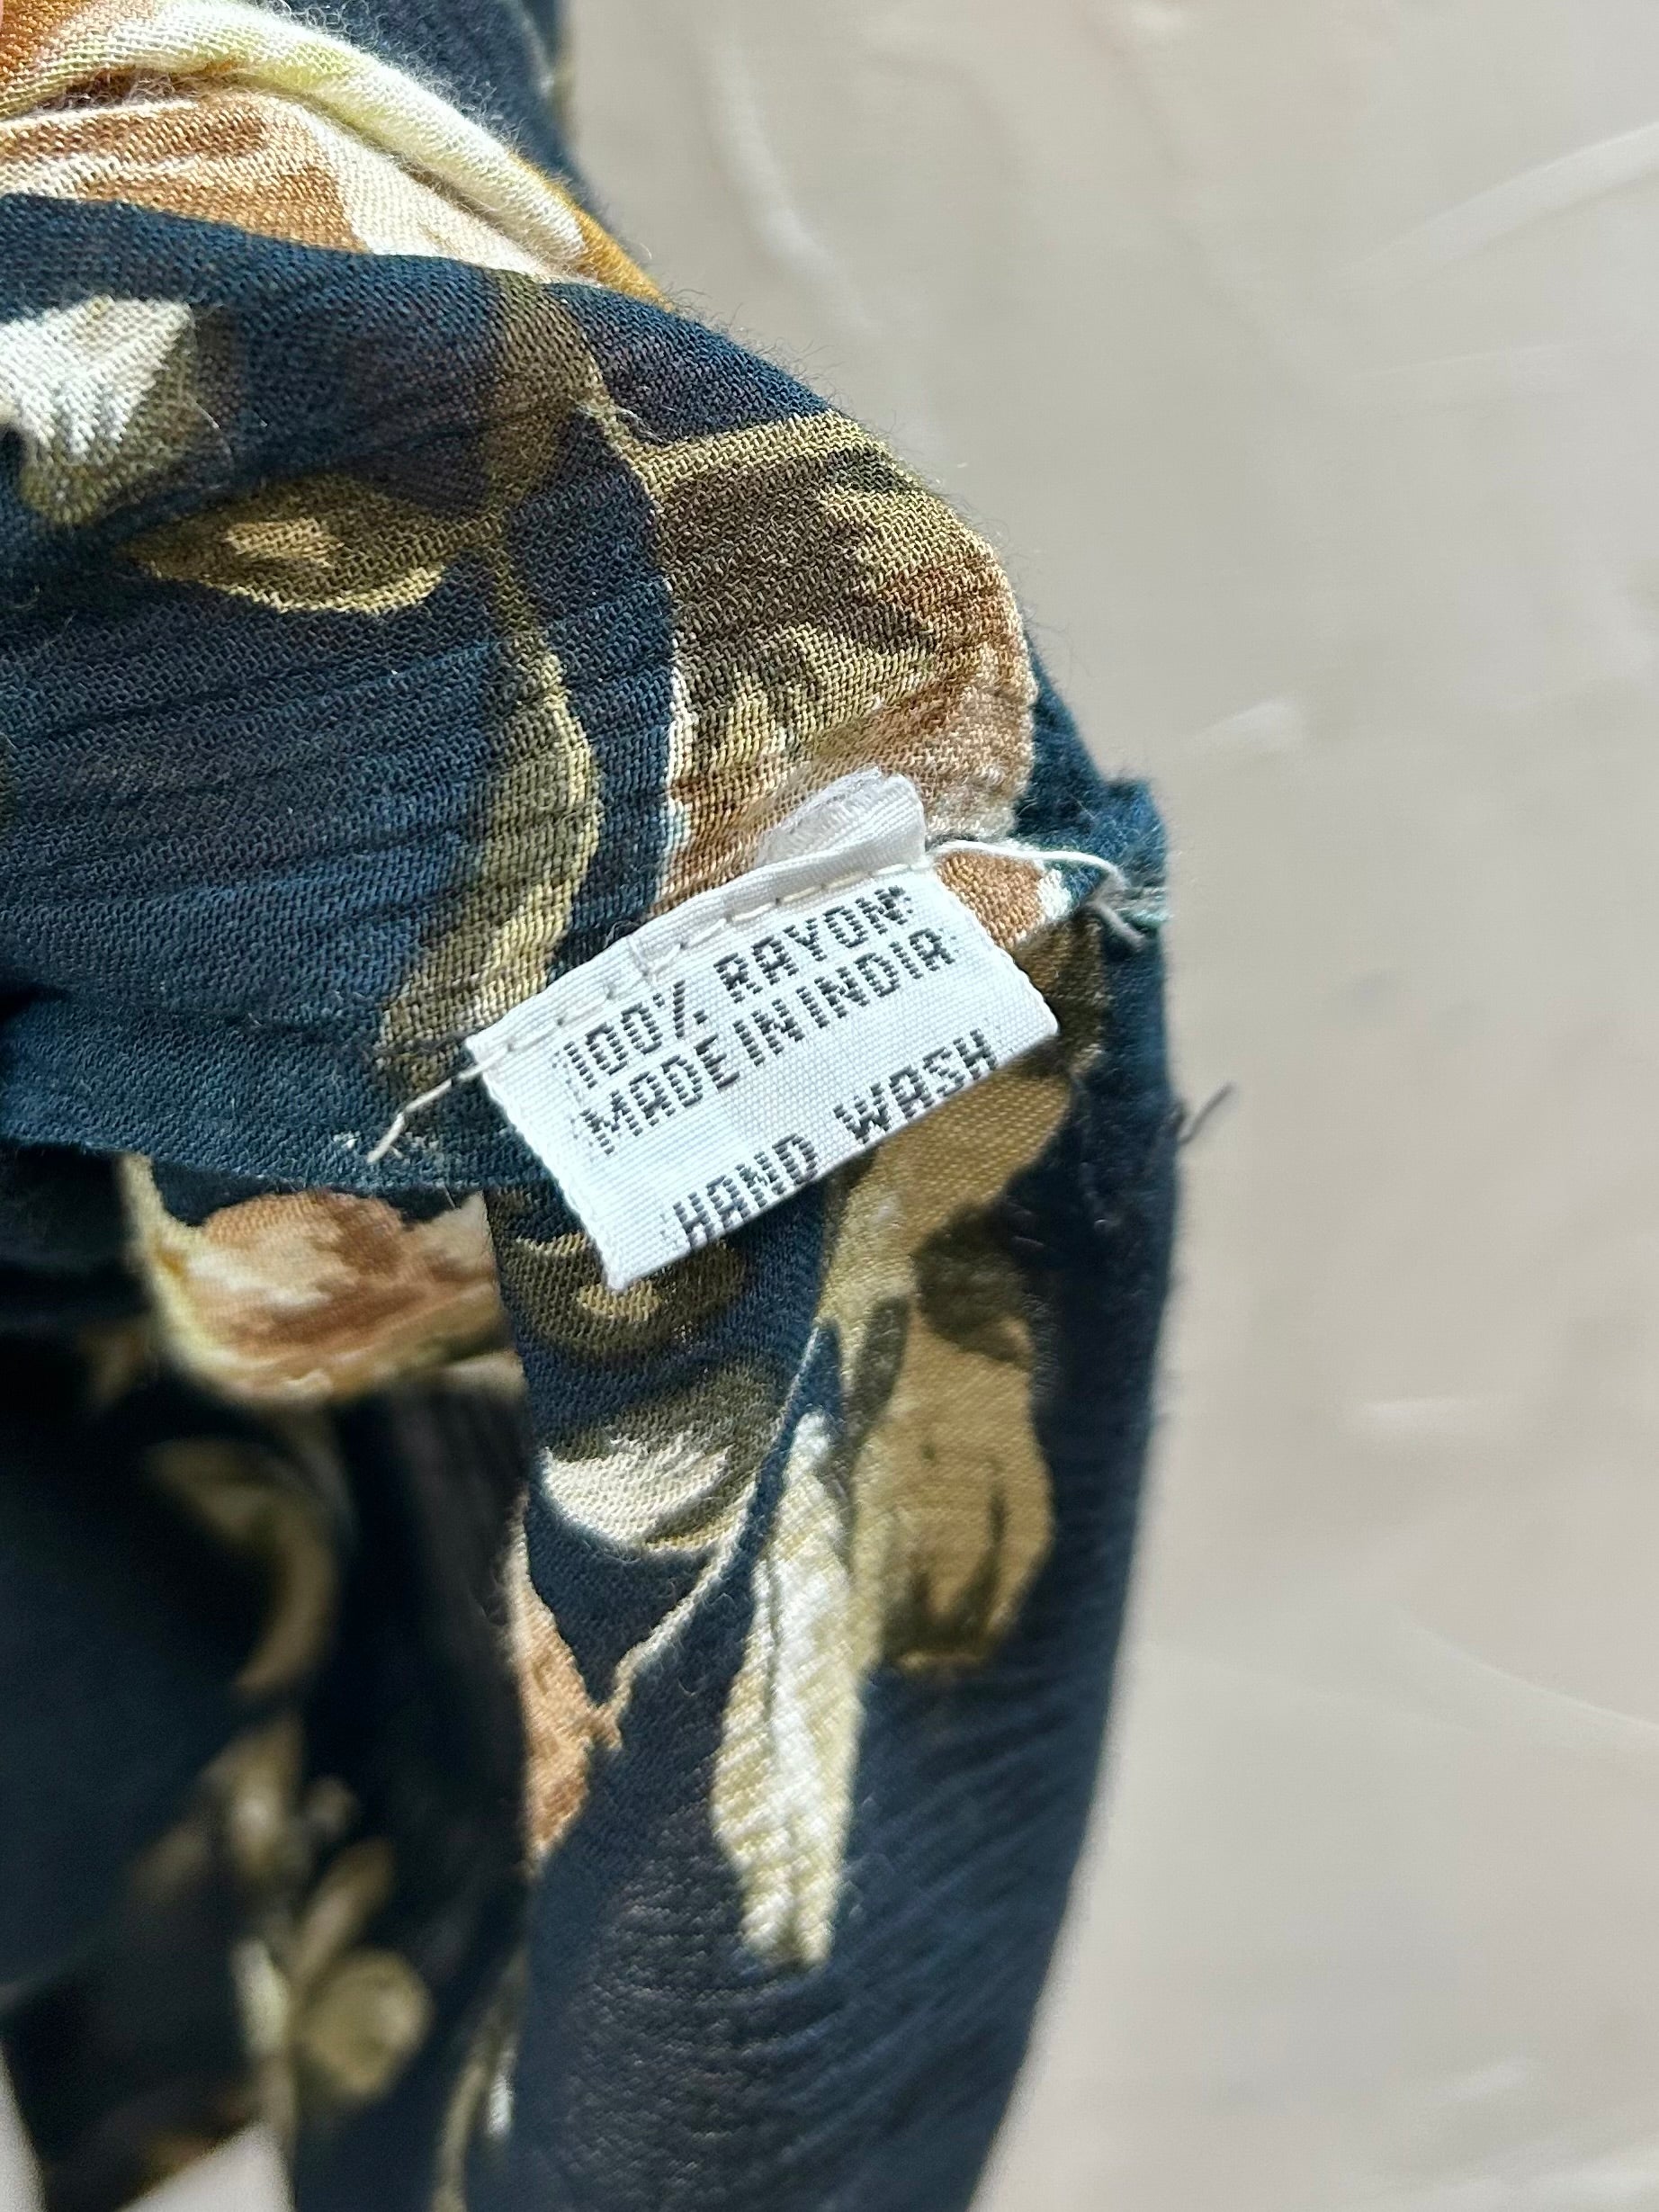 100% RAYON
MADE IN INDIA
HAND WASH